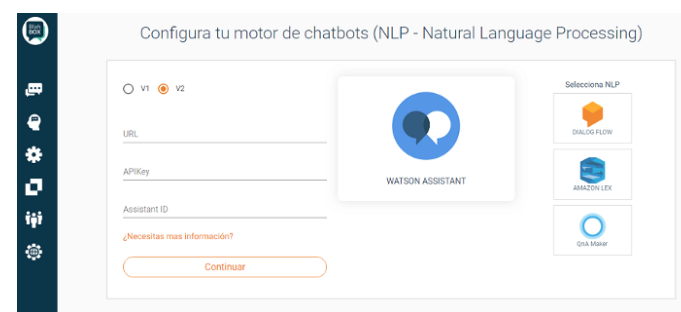 Configura tu motor de chatbots (NLP - Natural Language Processing)
V1 V2
URL
APIKey
Assistant ID
¿Necesitas mas información?
Continuar
WATSON ASSISTANT
Selecciona NLP
DIALOG FLOW
AMAZON LEX
QnA Maker